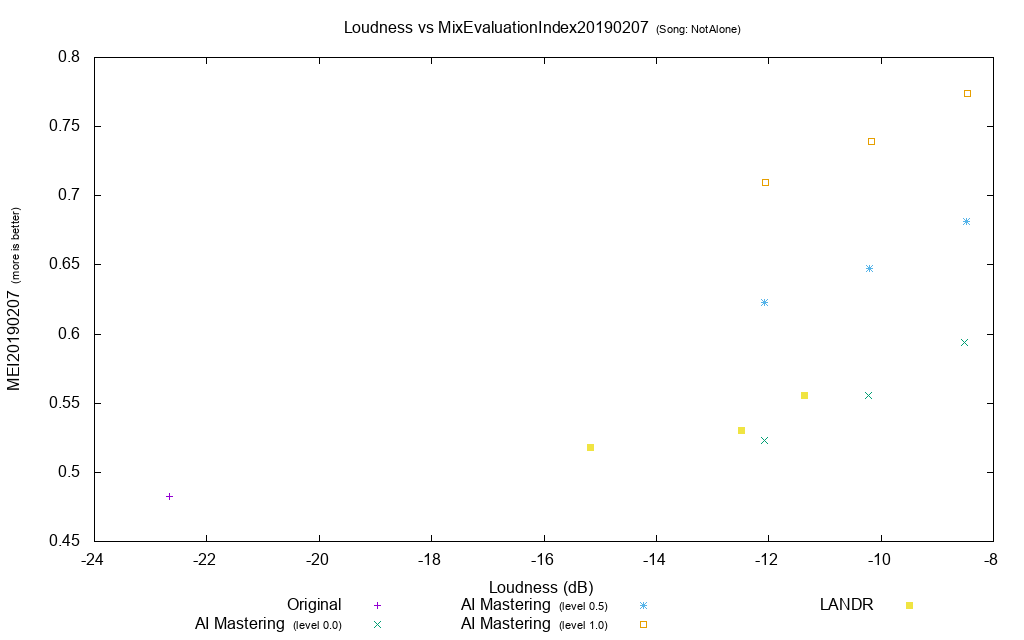 Loudness vs MixEvaluationIndex20190207 (Song: NotAlone)
MEI20190207 (more is better)
0.8
0.75
0.7
0.65
0.6
0.55
0.5
0.45
-24 -22 -20 -18 -16 -14 -12 -10 -8
Loudness (dB)
Original AI Mastering (level 0.5) LANDR
AI Mastering (level 0.0) AI Mastering (level 1.0)